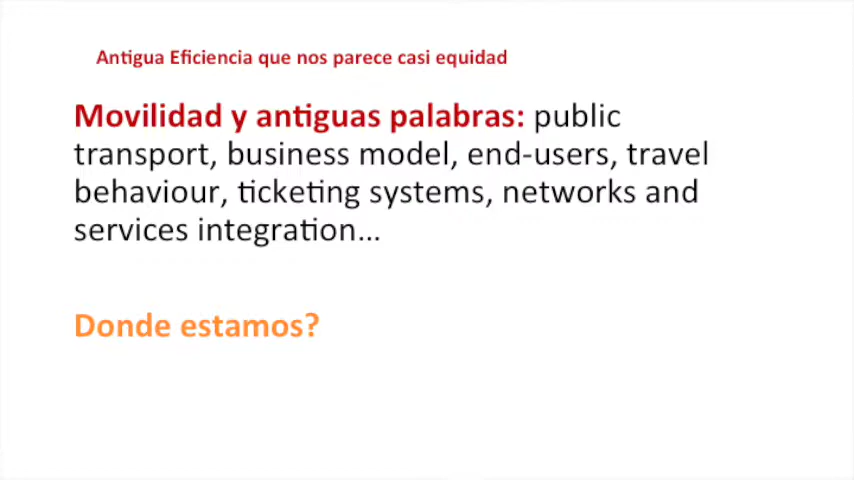 Antigua Eficiencia que nos parece casi equidad
Movilidad y antiguas palabras: public
transport, business model, end-users, travel
behaviour, ticketing systems, networks and
services integration...
Donde estamos?